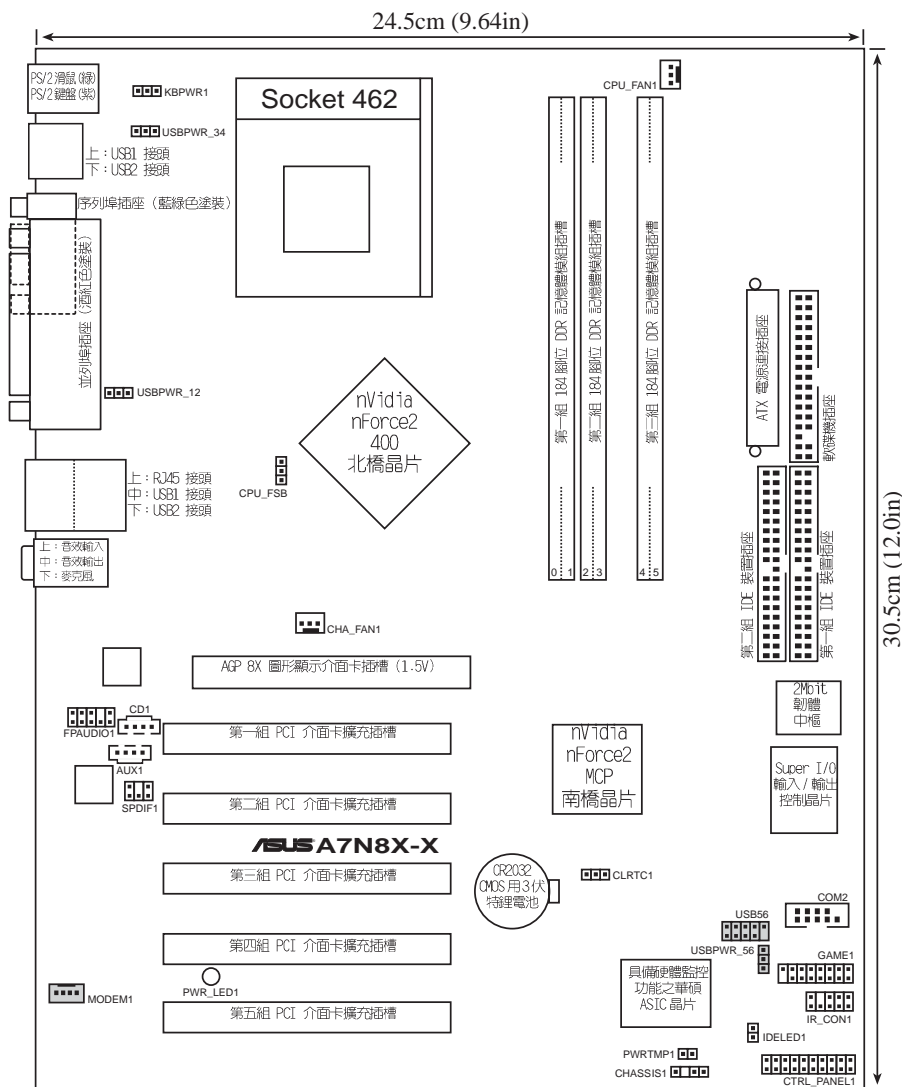 24.5cm (9.64in)
30.5cm (12.0in)
PS/2 滑鼠(綠)
PS/2 鍵盤(紫)
KBPWR1
Socket 462
CPU_FAN1
USBPWR_34
上：USB1 接頭
下：USB2 接頭
序列埠插座 (藍綠色塗裝)
並列埠插座 (酒紅色塗裝)
USBPWR_12
nVidia
nForce2
400
北橋晶片
CPU_FSB
上：RJ45 接頭
中：USB1 接頭
下：USB2 接頭
上：音效輸入
中：音效輸出
下：麥克風
第一組 184 腳位 DDR 記憶體模組插槽
第二組 184 腳位 DDR 記憶體模組插槽
第三組 184 腳位 DDR 記憶體模組插槽
0 1
2 3
4 5
ATX 電源連接插座
軟碟機插座
第二組 IDE 裝置插座
第一組 IDE 裝置插座
CHA_FAN1
AGP 8X 圖形顯示介面卡插槽 (1.5V)
2Mbit
韌體
中樞
FPAUDIO1
CD1
AUX1
SPDIF1
第一組 PCI 介面卡擴充插槽
nVidia
nForce2
MCP
南橋晶片
Super I/O
輸入/輸出
控制晶片
第二組 PCI 介面卡擴充插槽
ASUS A7N8X-X
第三組 PCI 介面卡擴充插槽
CR2032
CMOS 用 3 伏
特鋰電池
CLRTC1
COM2
USB56
USBPWR_56
GAME1
第四組 PCI 介面卡擴充插槽
PWR_LED1
MODEM1
具備硬體監控
功能之華碩
ASIC 晶片
IR_CON1
IDELED1
第五組 PCI 介面卡擴充插槽
PWRTMP1
CHASSIS1
CTRL_PANEL1